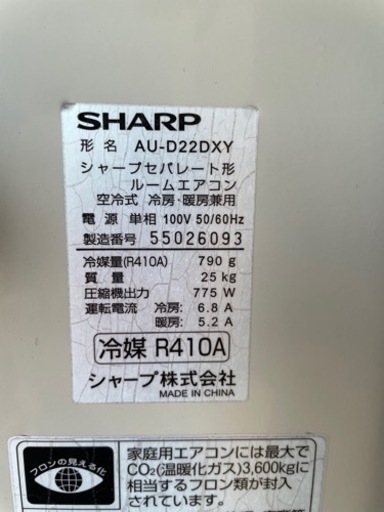 SHARP
形 名 AU-D22DXY
シャープセパレート形
ルームエアコン
空冷式 冷房・暖房兼用
電 源 単相 100V 50/60Hz
製造番号 55026093
冷媒量(R410A) 790 g
質 量 25 kg
圧縮機出力 775 W
運転電流 冷房: 6.8 A
暖房: 5.2 A
冷媒 R410A
シャープ株式会社
MADE IN CHINA
フロンの見える化
家庭用エアコンには最大で
CO₂(温暖化ガス)3,600kgに
相当するフロン類が封入
されています。